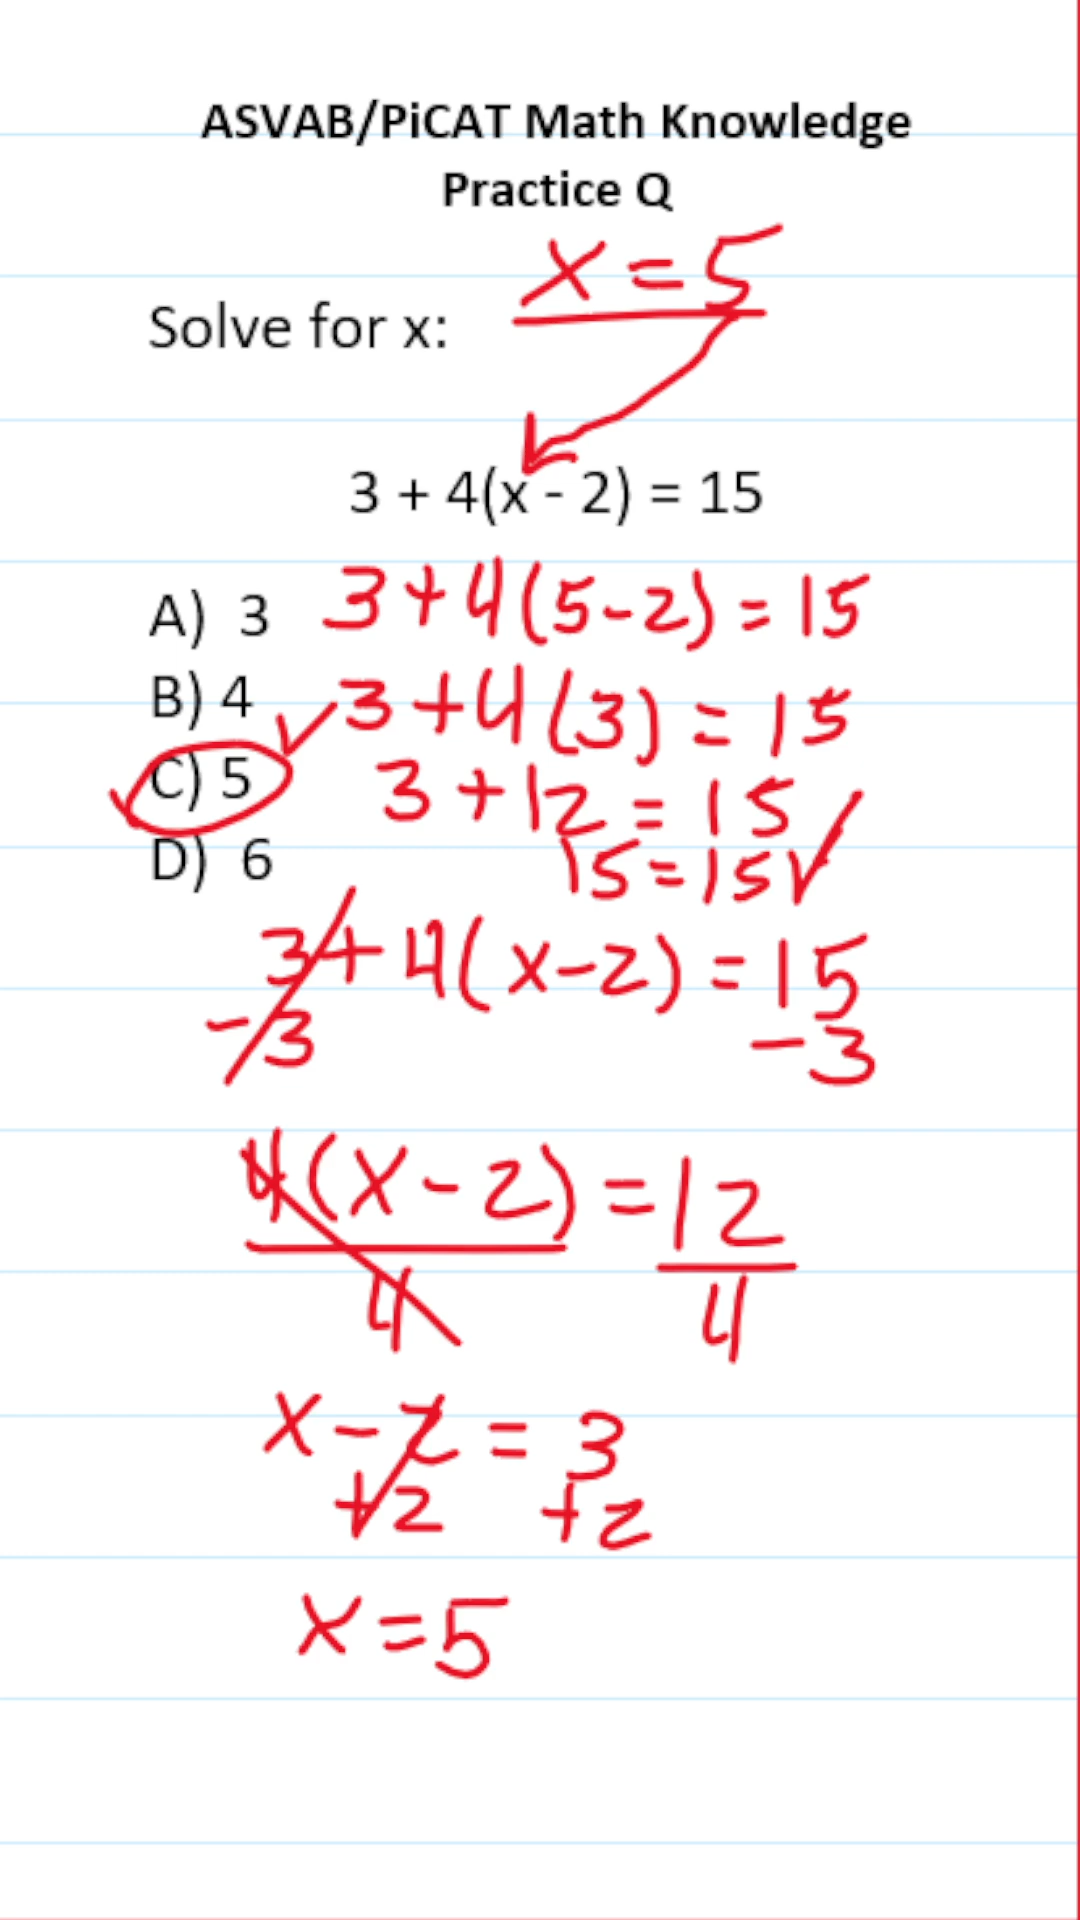 ASVAB/PiCAT Math Knowledge
Practice Q
x = 5
Solve for x:
3 + 4(x - 2) = 15
A) 3
3+4(5-2) = 15
B) 4
3+4(3) = 15
C) 5
3+12 = 15
D) 6
15=15
3+4(x-2) = 15
-3
-3
4(x-2) = 12
4
4
x-2 = 3
+2
+2
x=5